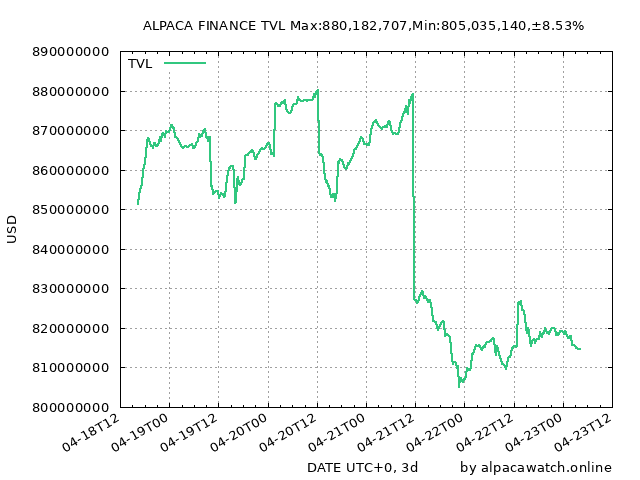 ALPACA FINANCE TVL Max:880,182,707,Min:805,035,140,±8.53%
890000000
TVL
880000000
870000000
860000000
850000000
USD
840000000
830000000
820000000
810000000
800000000
04-18T12
04-19T00
04-19T12
04-20T00
04-20T12
04-21T00
04-21T12
04-22T00
04-22T12
04-23T00
04-23T12
DATE UTC+0, 3d
by alpacawatch.online